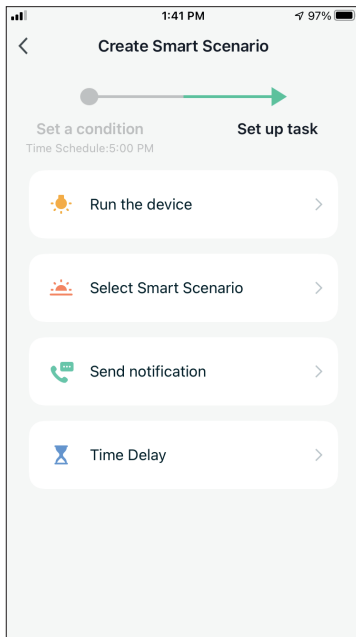 1:41 PM
97%
Create Smart Scenario
Set a condition
Set up task
Time Schedule:5:00 PM
Run the device
Select Smart Scenario
Send notification
Time Delay